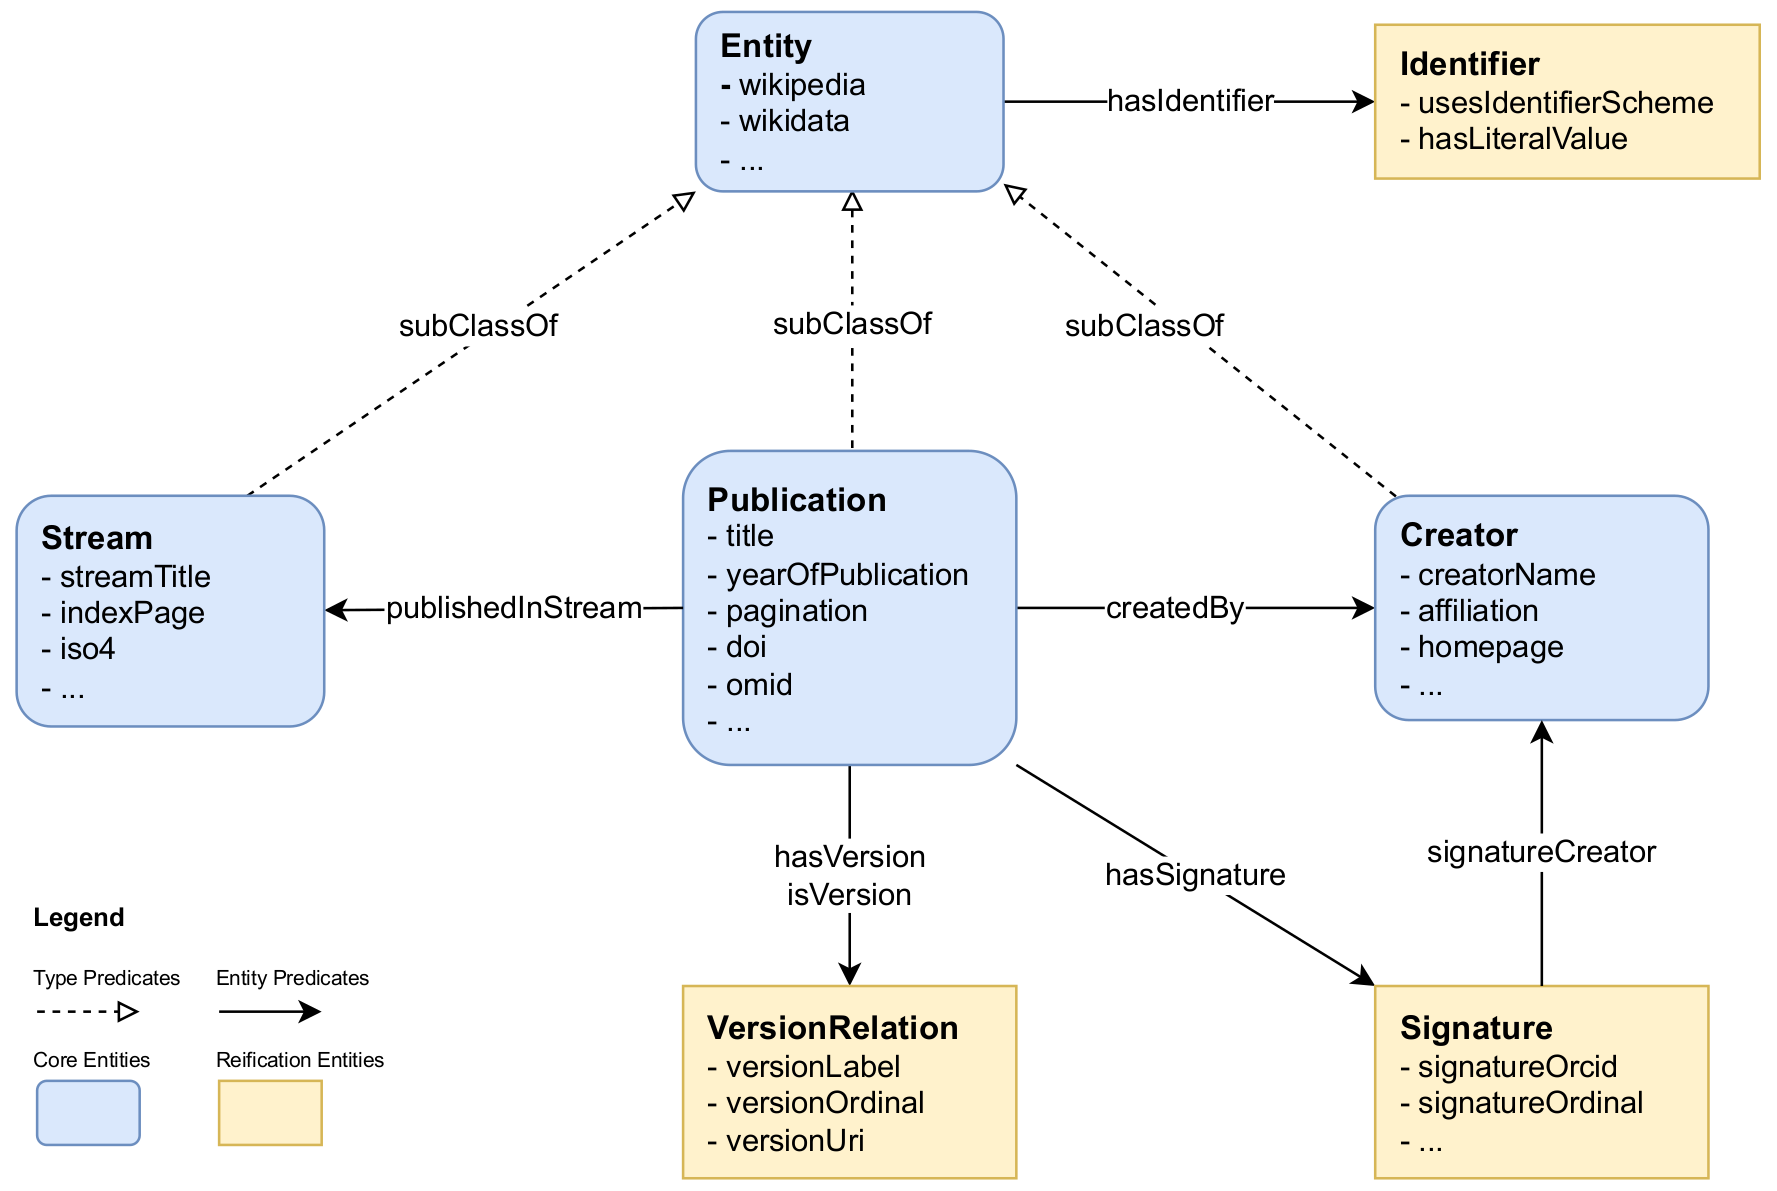 Entity
- wikipedia
- wikidata
- ...
hasIdentifier
Identifier
- usesIdentifierScheme
- hasLiteralValue
subClassOf
subClassOf
subClassOf
Stream
- streamTitle
- indexPage
- iso4
- ...
publishedInStream
Publication
- title
- yearOfPublication
- pagination
- doi
- omid
- ...
createdBy
Creator
- creatorName
- affiliation
- homepage
- ...
hasVersion
isVersion
hasSignature
signatureCreator
Legend
Type Predicates
Entity Predicates
Core Entities
Reification Entities
VersionRelation
- versionLabel
- versionOrdinal
- versionUri
Signature
- signatureOrcid
- signatureOrdinal
- ...